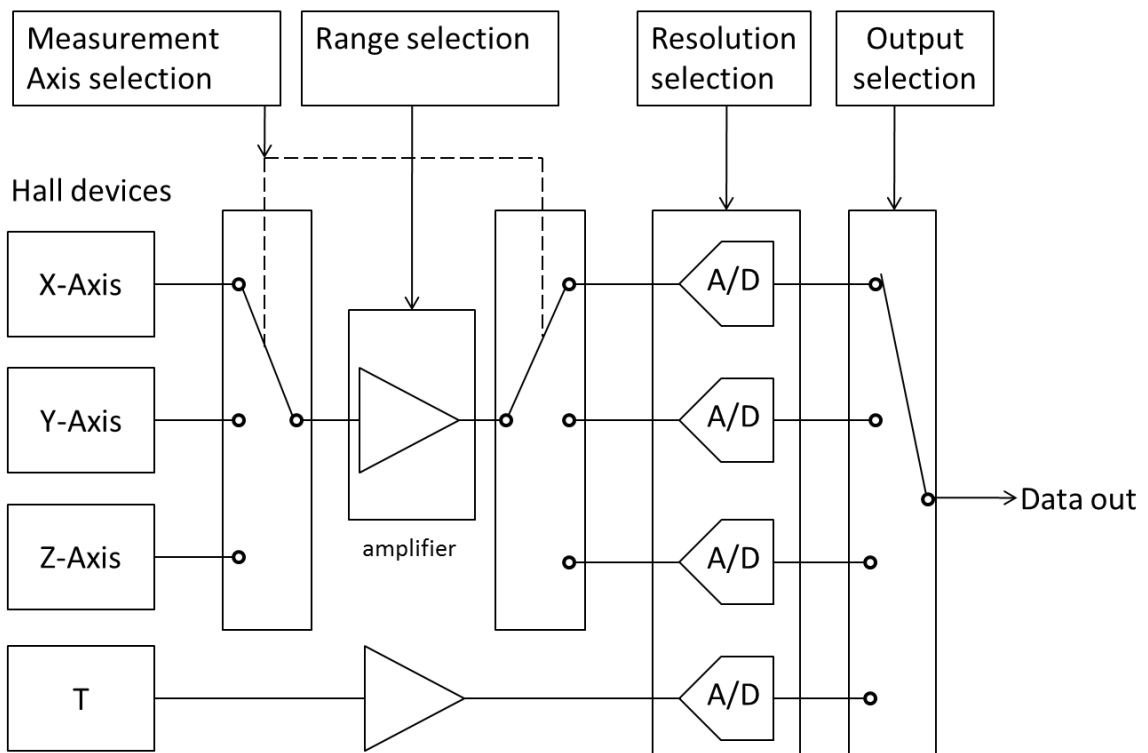 Measurement
Axis selection
Range selection
Resolution
selection
Output
selection
Hall devices
X-Axis
A/D
Y-Axis
A/D
Data out
Z-Axis
amplifier
A/D
T
A/D